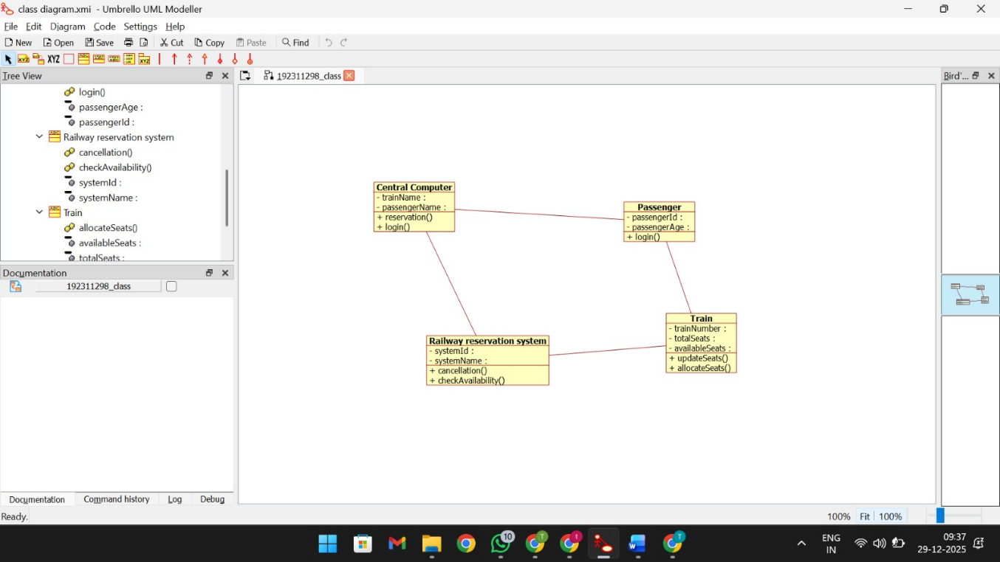 class diagram.xmi - Umbrello UML Modeller
File Edit Diagram Code Settings Help
New Open Save Cut Copy Paste Find
XYZ
Tree View
192311298_class
Bird'...
login()
passengerAge :
passengerId :
Railway reservation system
cancellation()
checkAvailability()
systemId :
systemName :
Train
allocateSeats()
availableSeats :
totalSeats :
Documentation
192311298_class
Central Computer
- trainName :
- passengerName :
+ reservation()
+ login()
Passenger
- passengerId :
- passengerAge :
+ login()
Railway reservation system
- systemId :
- systemName :
+ cancellation()
+ checkAvailability()
Train
- trainNumber :
- totalSeats :
- availableSeats :
+ updateSeats()
+ allocateSeats()
Documentation Command history Log Debug
Ready.
100% Fit 100%
10
T
t
T
ENG
IN
09:37
29-12-2025